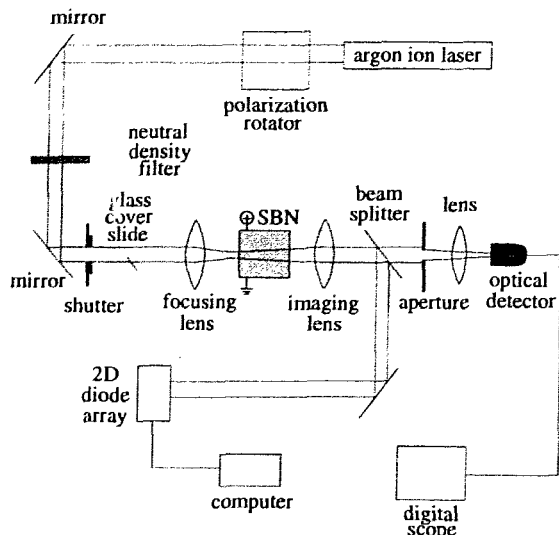 mirror
argon ion laser
polarization
rotator
neutral
density
filter
glass
cover
slide
SBN
beam
splitter
lens
mirror
shutter
focusing
lens
imaging
lens
aperture
optical
detector
2D
diode
array
computer
digital
scope